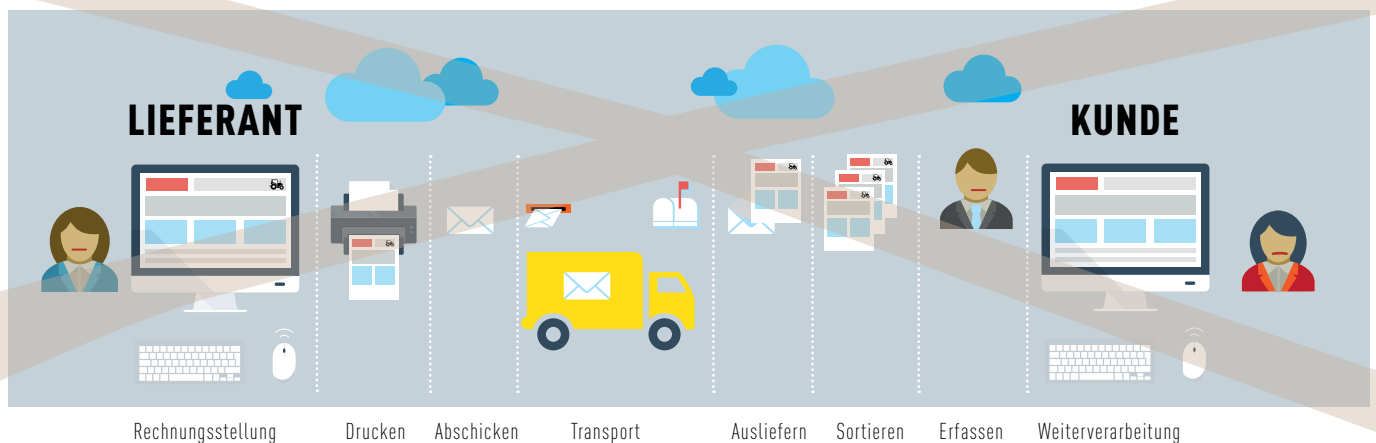 LIEFERANT
KUNDE
Rechnungsstellung
Drucken
Abschicken
Transport
Ausliefern
Sortieren
Erfassen
Weiterverarbeitung